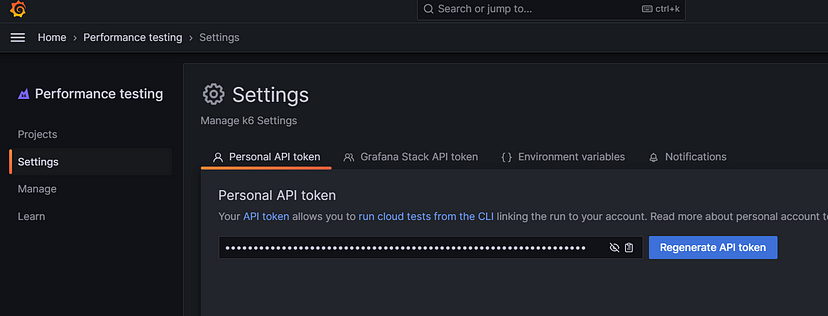 Search or jump to...
ctrl+k
Home › Performance testing › Settings
Performance testing
Projects
Settings
Manage
Learn
Settings
Manage k6 Settings
Personal API token
Grafana Stack API token
{ } Environment variables
Notifications
Personal API token
Your API token allows you to run cloud tests from the CLI linking the run to your account. Read more about personal account
Regenerate API token